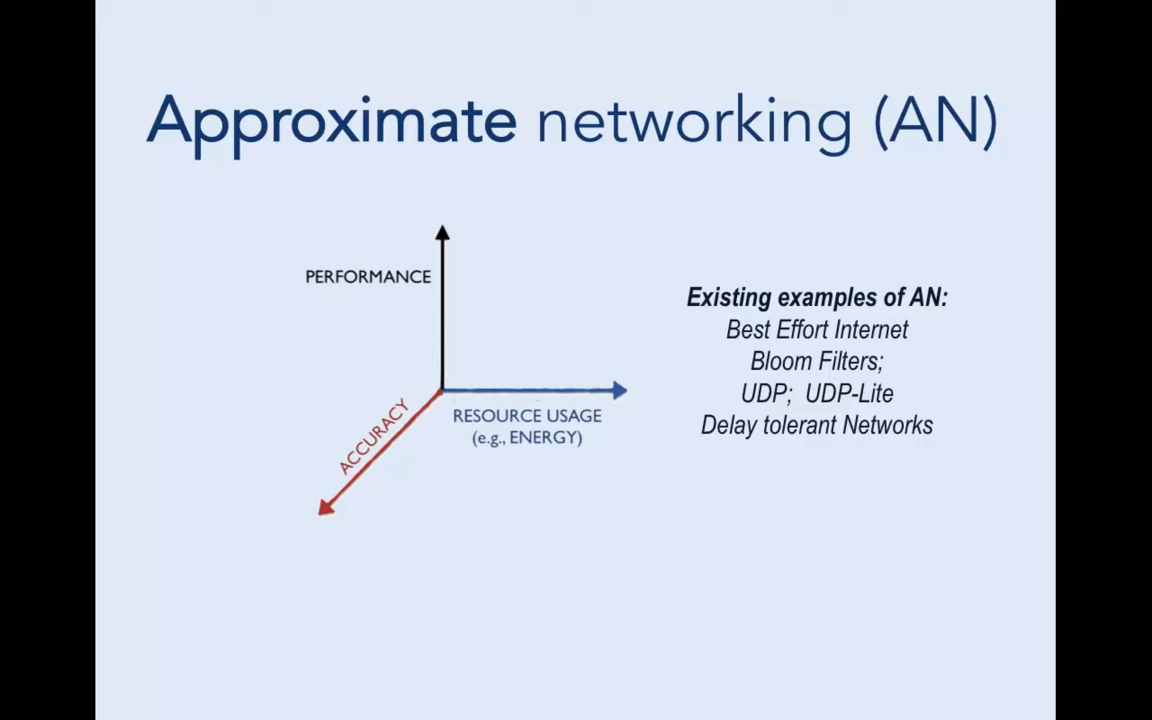 Approximate networking (AN)
PERFORMANCE
Existing examples of AN:
Best Effort Internet
Bloom Filters;
UDP; UDP-Lite
Delay tolerant Networks
ACCURACY
RESOURCE USAGE
(e.g., ENERGY)